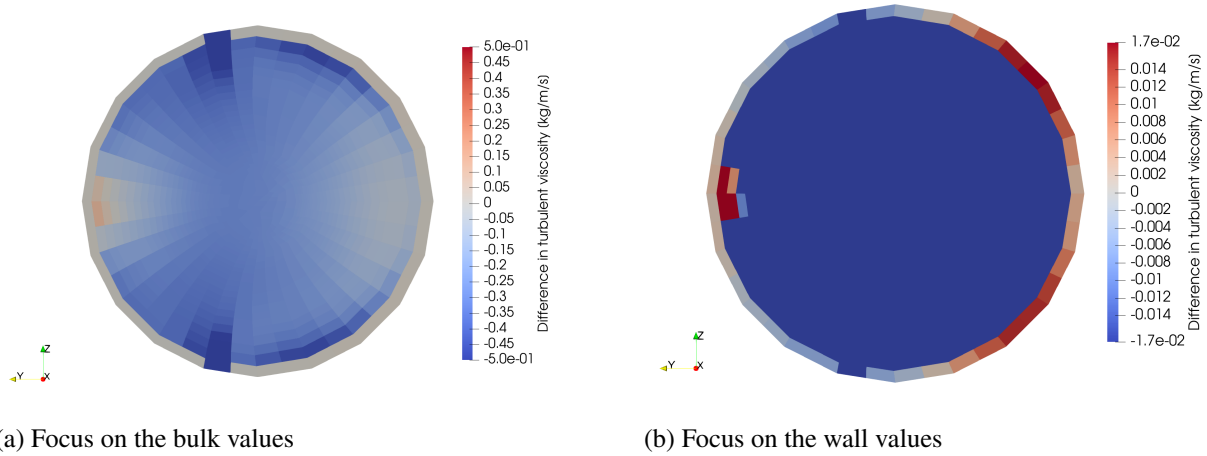 5.0e-01
0.45
0.4
0.35
0.3
0.25
0.2
0.15
0.1
0.05
0
-0.05
-0.1
-0.15
-0.2
-0.25
-0.3
-0.35
-0.4
-0.45
-5.0e-01
Difference in turbulent viscosity (kg/m/s)
Z
Y
X
1.7e-02
0.014
0.012
0.01
0.008
0.006
0.004
0.002
0
-0.002
-0.004
-0.006
-0.008
-0.01
-0.012
-0.014
-1.7e-02
Difference in turbulent viscosity (kg/m/s)
Z
Y
X
(a) Focus on the bulk values
(b) Focus on the wall values